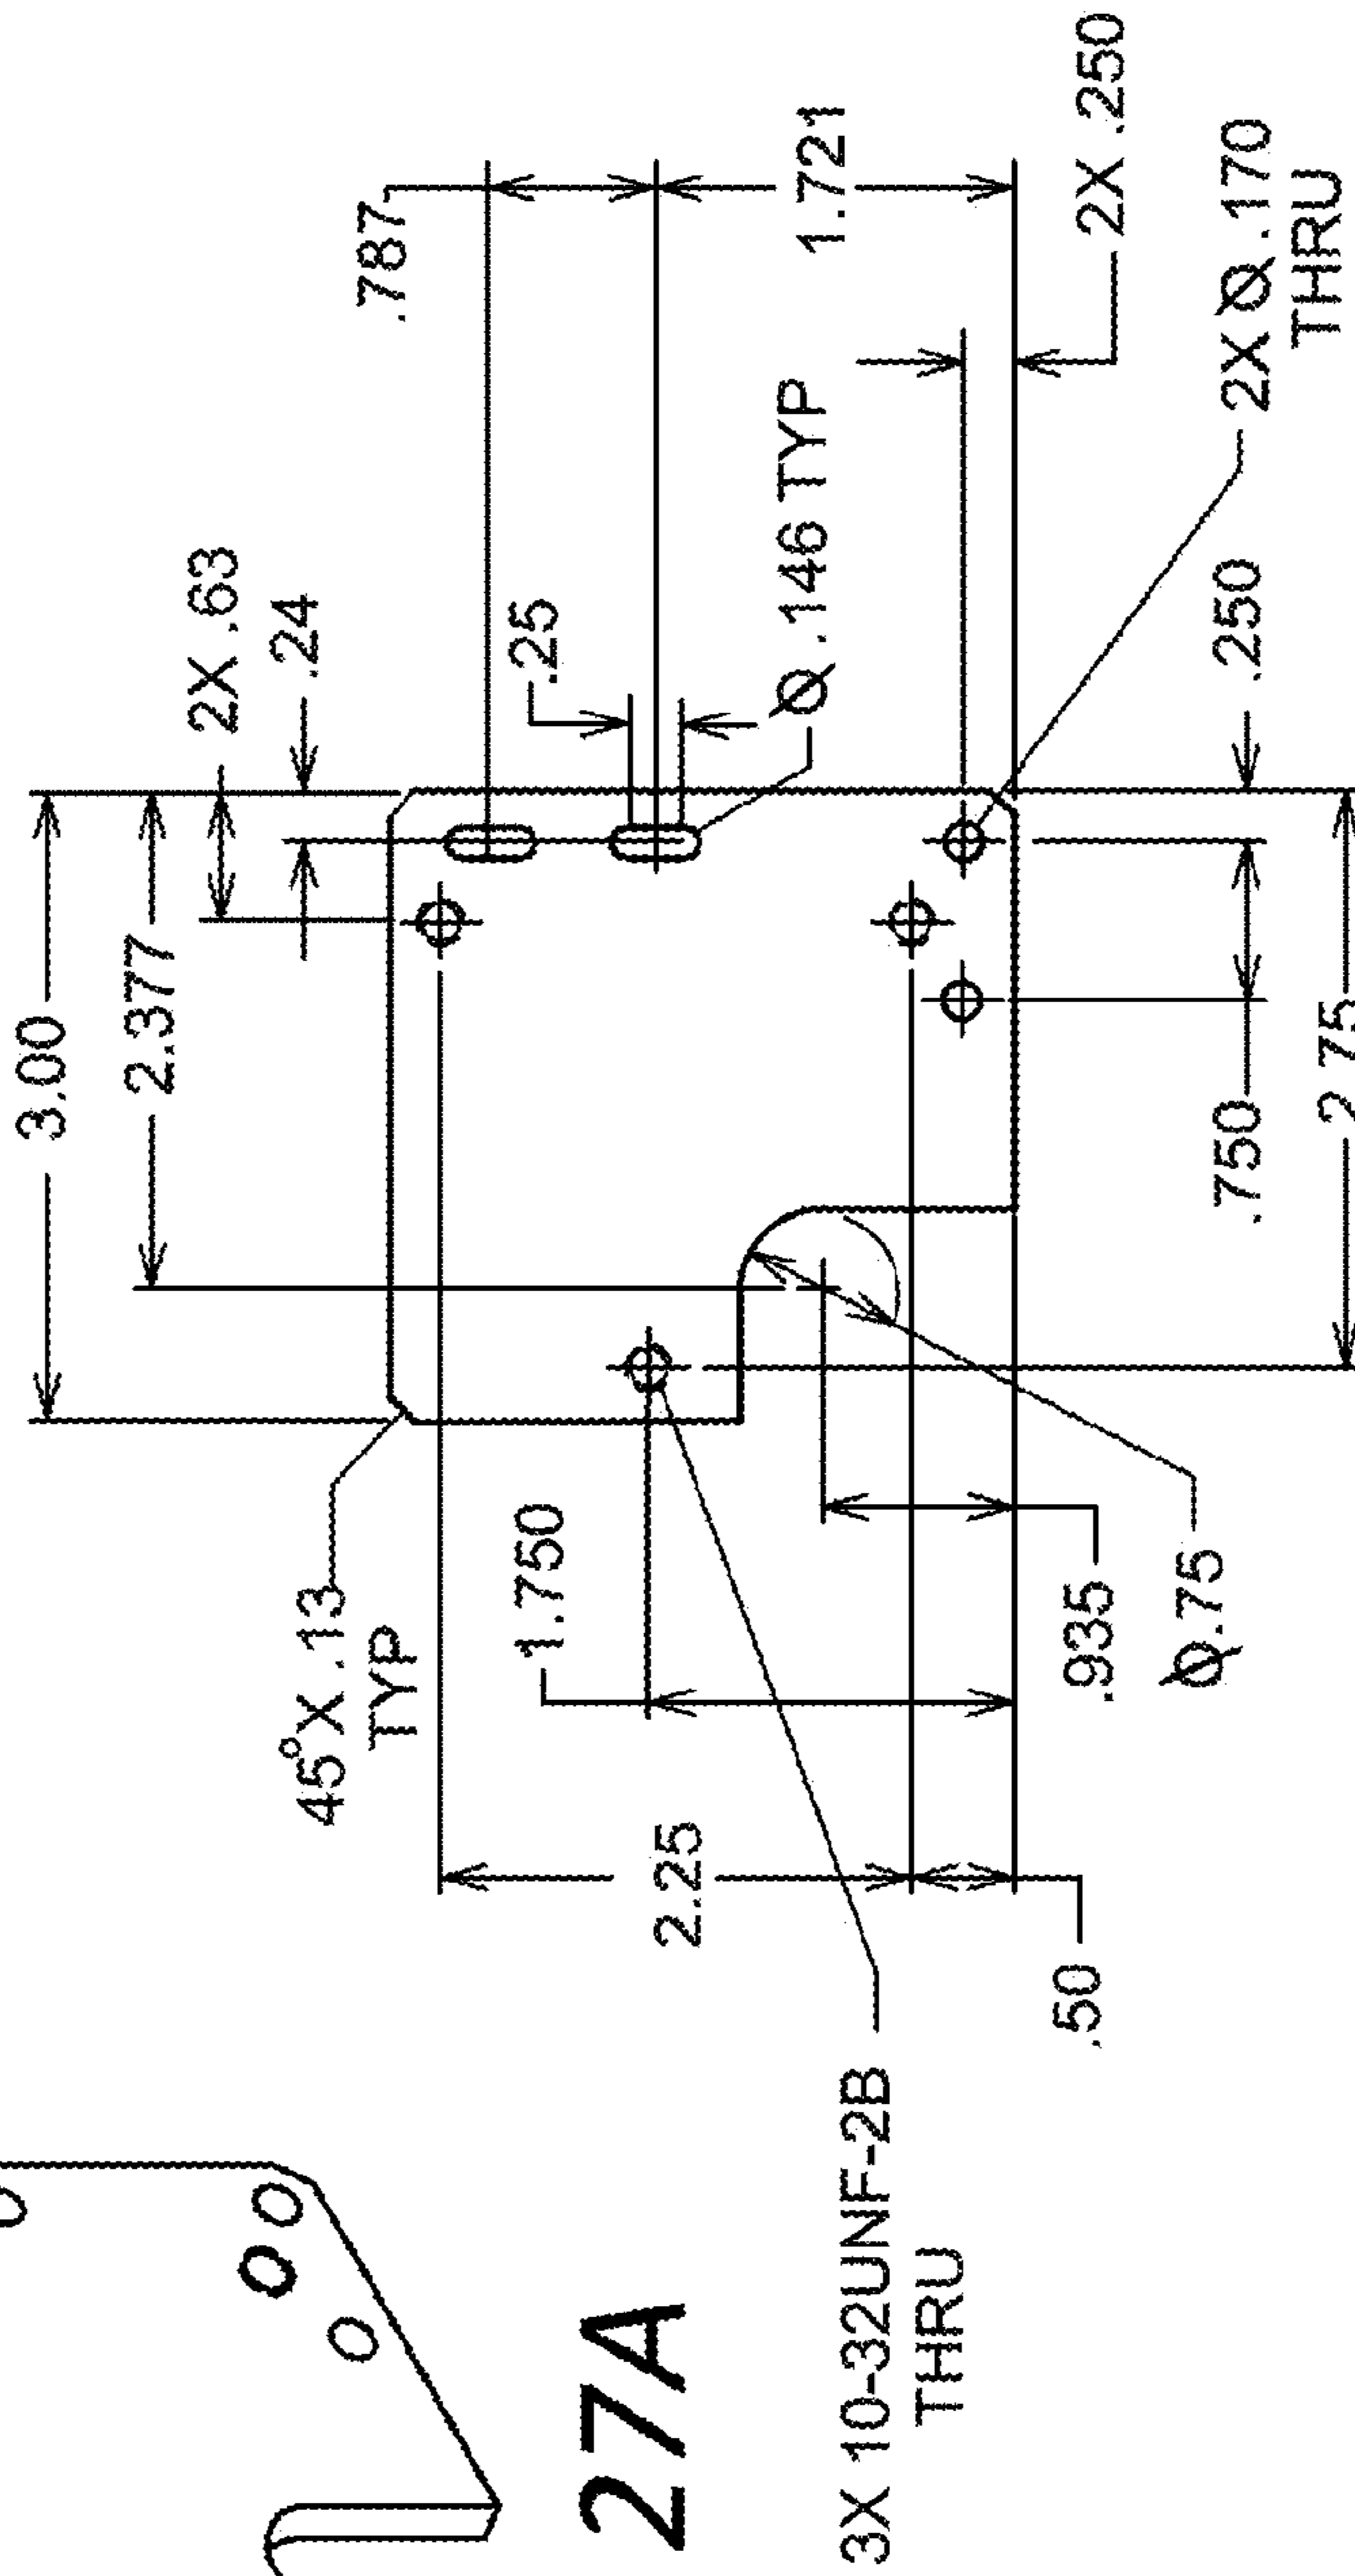 3.00
2.377
2X .63
.24
45°X .13
TYP
.787
1.750
.25
27A
2.25
Ø .146 TYP
1.721
3X 10-32UNF-2B
THRU
.50
.935
2X .250
Ø.75
.750
.250
2X Ø .170
THRU
2.75